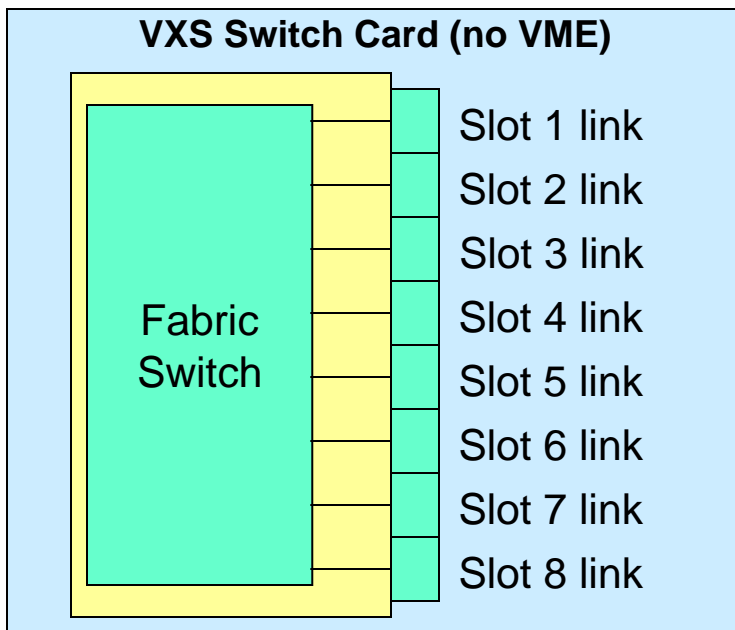 VXS Switch Card (no VME)
Slot 1 link
Slot 2 link
Slot 3 link
Slot 4 link
Fabric
Switch
Slot 5 link
Slot 6 link
Slot 7 link
Slot 8 link